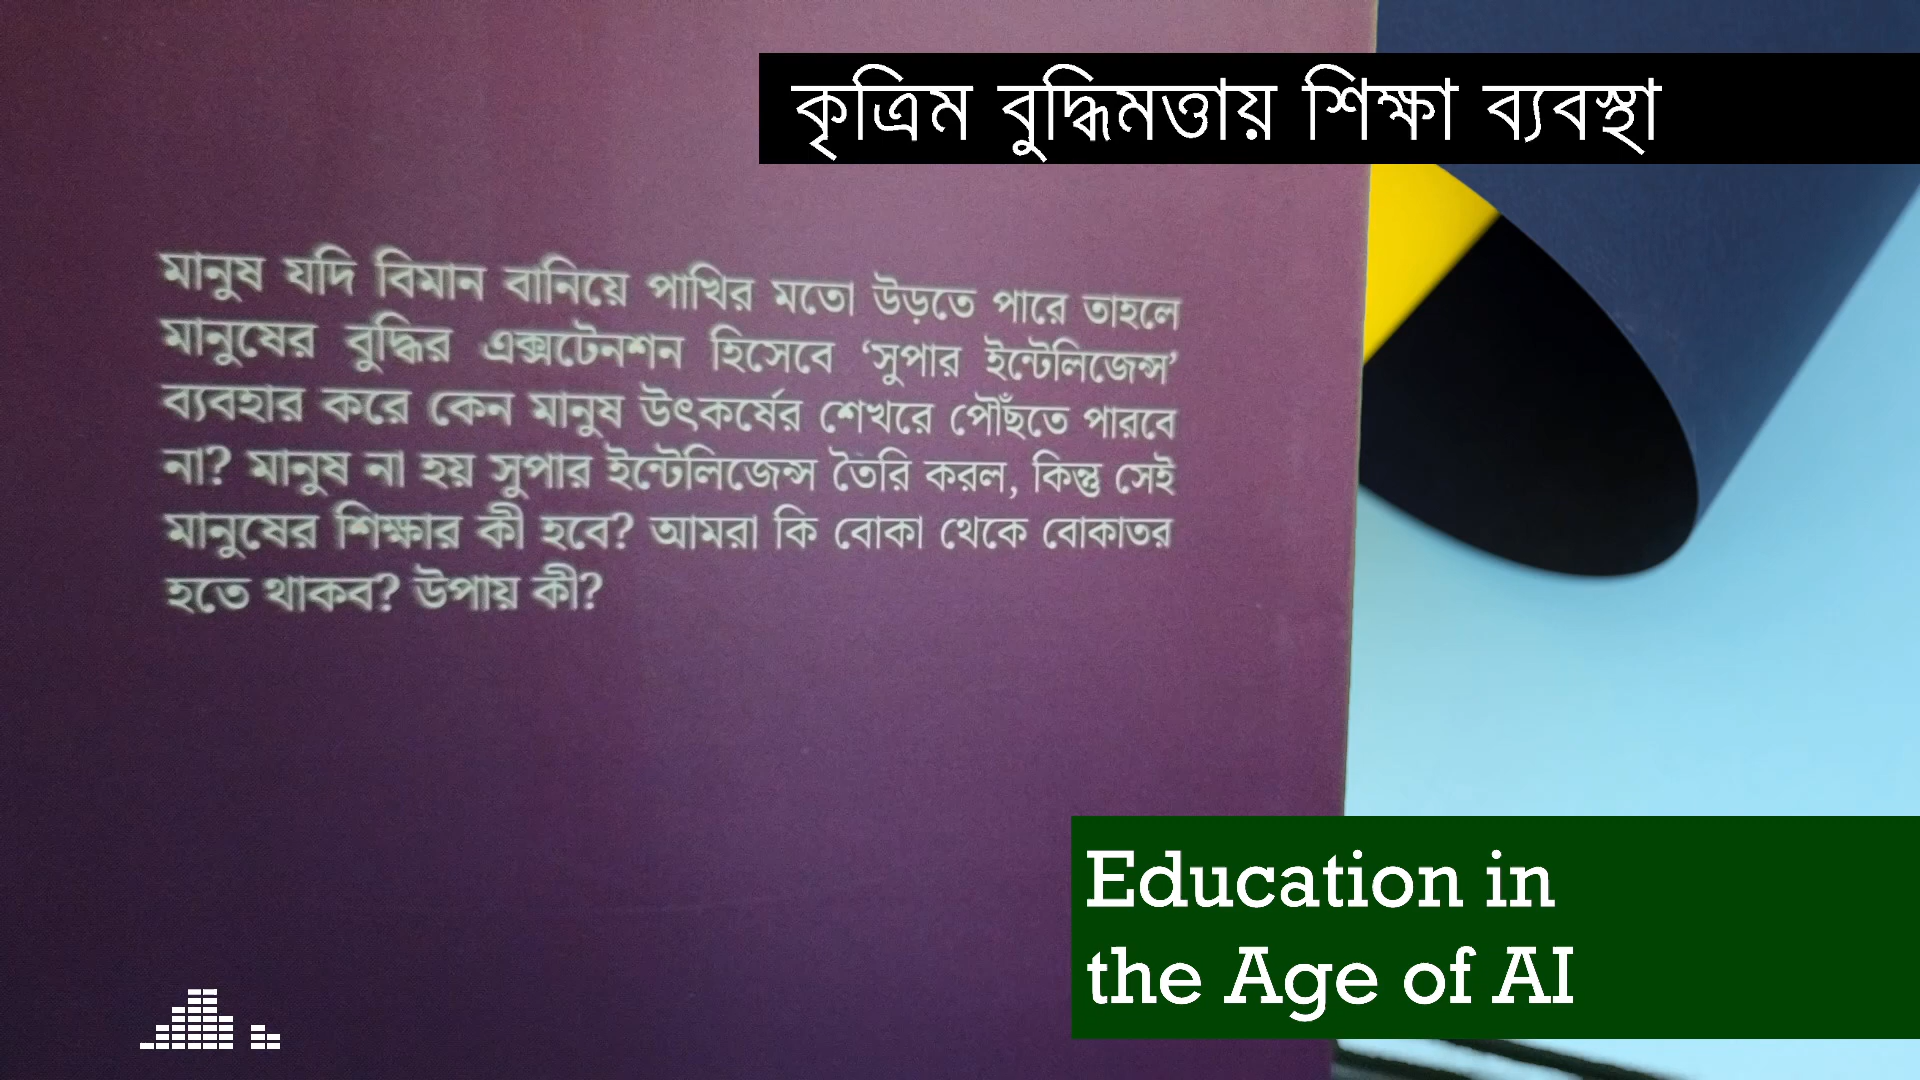 কৃত্রিম বুদ্ধিমত্তায় শিক্ষা ব্যবস্থা
মানুষ যদি বিমান বানিয়ে পাখির মতো উড়তে পারে তাহলে
মানুষের বুদ্ধির এক্সটেনশন হিসেবে ‘সুপার ইন্টেলিজেন্স’
ব্যবহার করে কেন মানুষ উৎকর্ষের শেখরে পৌঁছতে পারবে
না? মানুষ না হয় সুপার ইন্টেলিজেন্স তৈরি করল, কিন্তু সেই
মানুষের শিক্ষার কী হবে? আমরা কি বোকা থেকে বোকাতর
হতে থাকব? উপায় কী?
Education in
the Age of AI